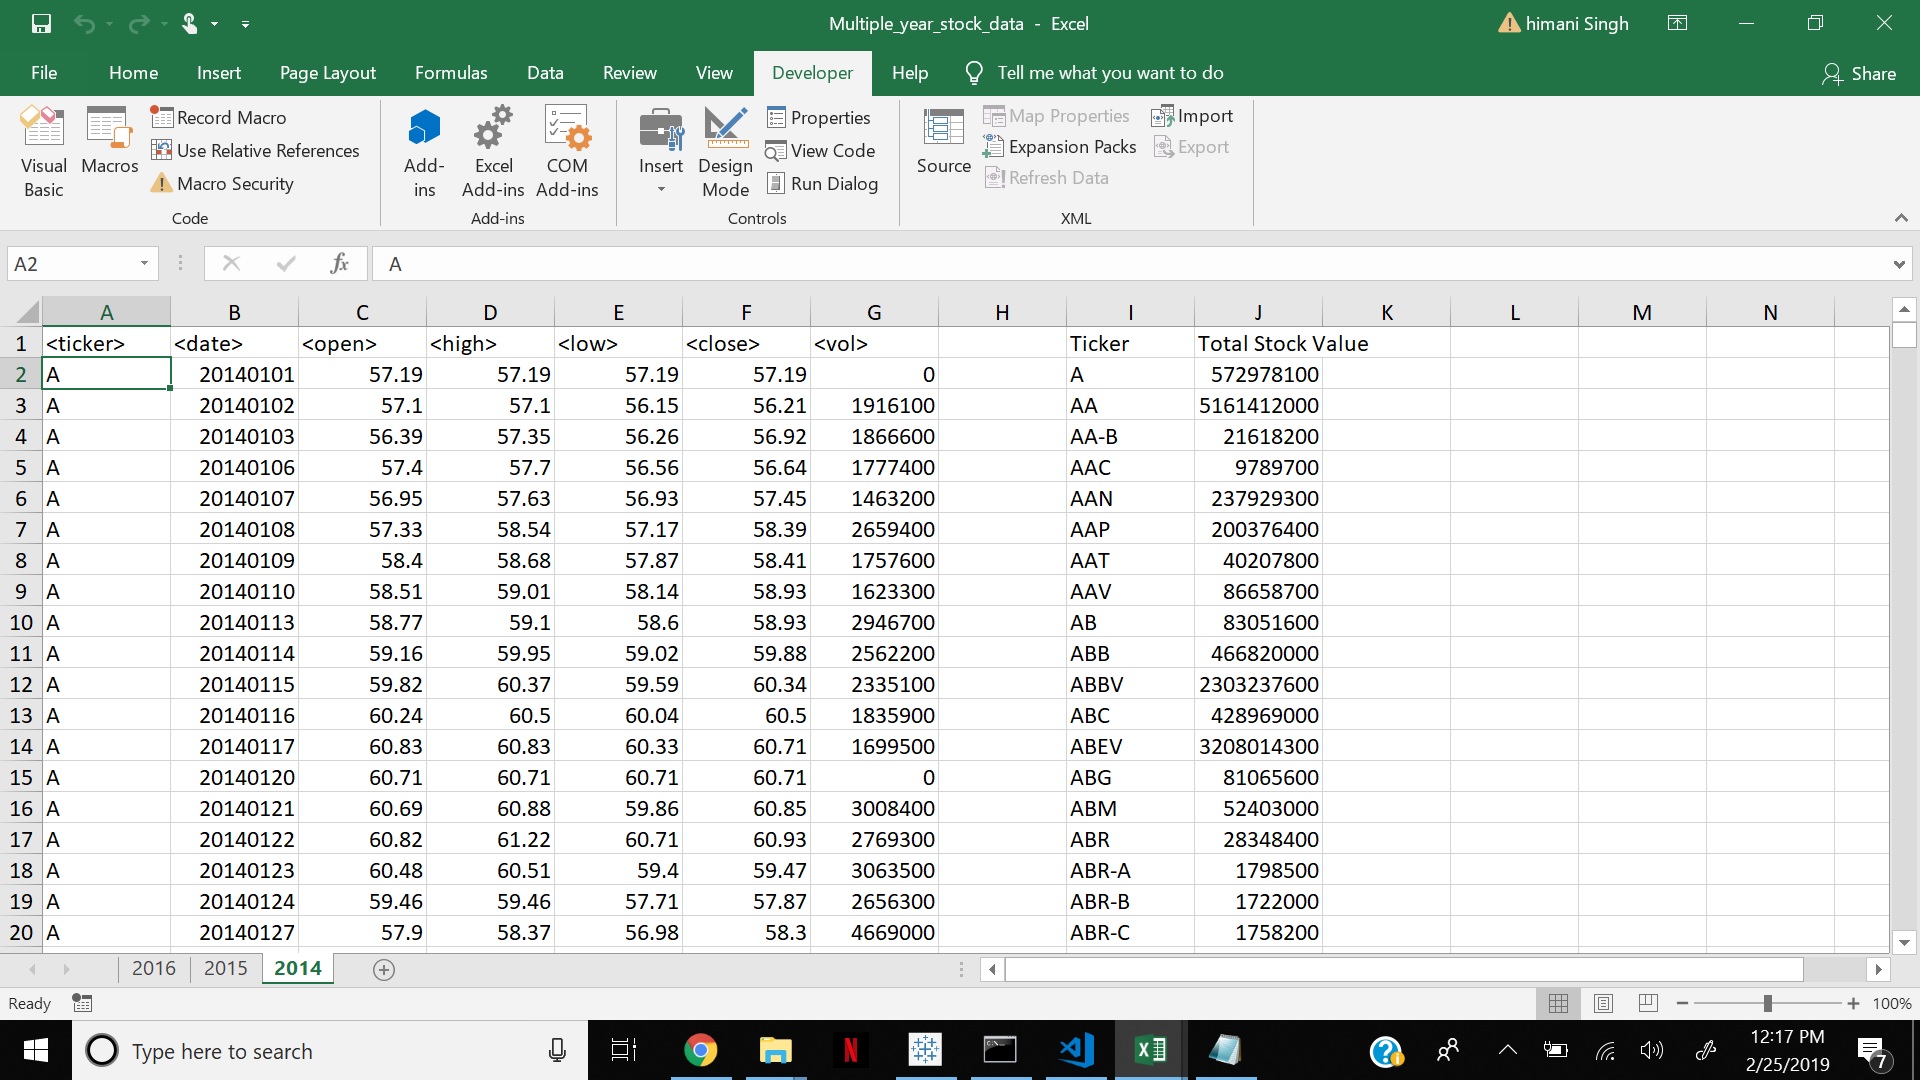 Multiple_year_stock_data - Excel
himani Singh
File Home Insert Page Layout Formulas Data Review View Developer Help Tell me what you want to do Share
Visual Basic
Macros
Record Macro
Use Relative References
Macro Security
Code
Add-ins
Excel Add-ins
COM Add-ins
Add-ins
Insert
Design Mode
Properties
View Code
Run Dialog
Controls
Source
Map Properties
Expansion Packs
Refresh Data
Import
Export
XML
A2 fx A
A B C D E F G H I J K L M N
1 <ticker> <date> <open> <high> <low> <close> <vol> Ticker Total Stock Value
2 A 20140101 57.19 57.19 57.19 57.19 0 A 572978100
3 A 20140102 57.1 57.1 56.15 56.21 1916100 AA 5161412000
4 A 20140103 56.39 57.35 56.26 56.92 1866600 AA-B 21618200
5 A 20140106 57.4 57.7 56.56 56.64 1777400 AAC 9789700
6 A 20140107 56.95 57.63 56.93 57.45 1463200 AAN 237929300
7 A 20140108 57.33 58.54 57.17 58.39 2659400 AAP 200376400
8 A 20140109 58.4 58.68 57.87 58.41 1757600 AAT 40207800
9 A 20140110 58.51 59.01 58.14 58.93 1623300 AAV 86658700
10 A 20140113 58.77 59.1 58.6 58.93 2946700 AB 83051600
11 A 20140114 59.16 59.95 59.02 59.88 2562200 ABB 466820000
12 A 20140115 59.82 60.37 59.59 60.34 2335100 ABBV 2303237600
13 A 20140116 60.24 60.5 60.04 60.5 1835900 ABC 428969000
14 A 20140117 60.83 60.83 60.33 60.71 1699500 ABEV 3208014300
15 A 20140120 60.71 60.71 60.71 60.71 0 ABG 81065600
16 A 20140121 60.69 60.88 59.86 60.85 3008400 ABM 52403000
17 A 20140122 60.82 61.22 60.71 60.93 2769300 ABR 28348400
18 A 20140123 60.48 60.51 59.4 59.47 3063500 ABR-A 1798500
19 A 20140124 59.46 59.46 57.71 57.87 2656300 ABR-B 1722000
20 A 20140127 57.9 58.37 56.98 58.3 4669000 ABR-C 1758200
2016 2015 2014
Ready 100%
Type here to search
12:17 PM
2/25/2019
7